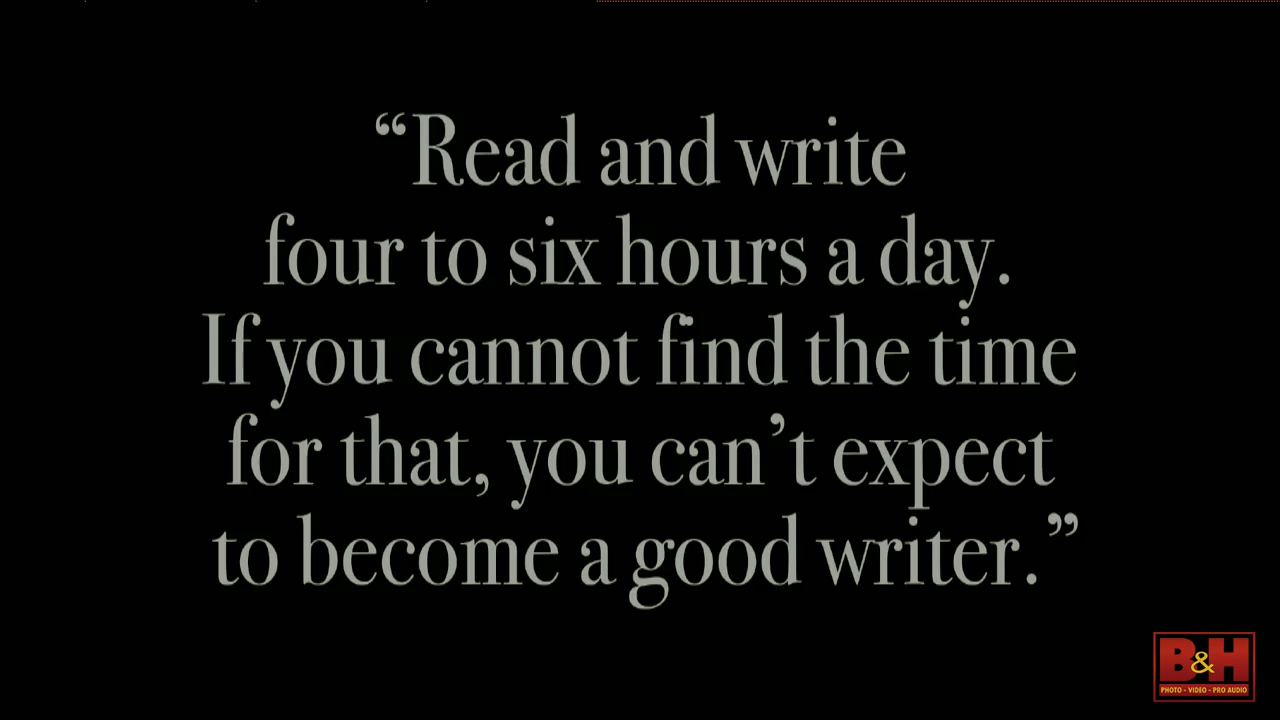 “Read and write
four to six hours a day.
If you cannot find the time
for that, you can’t expect
to become a good writer.”
B&H
PHOTO - VIDEO - PRO AUDIO